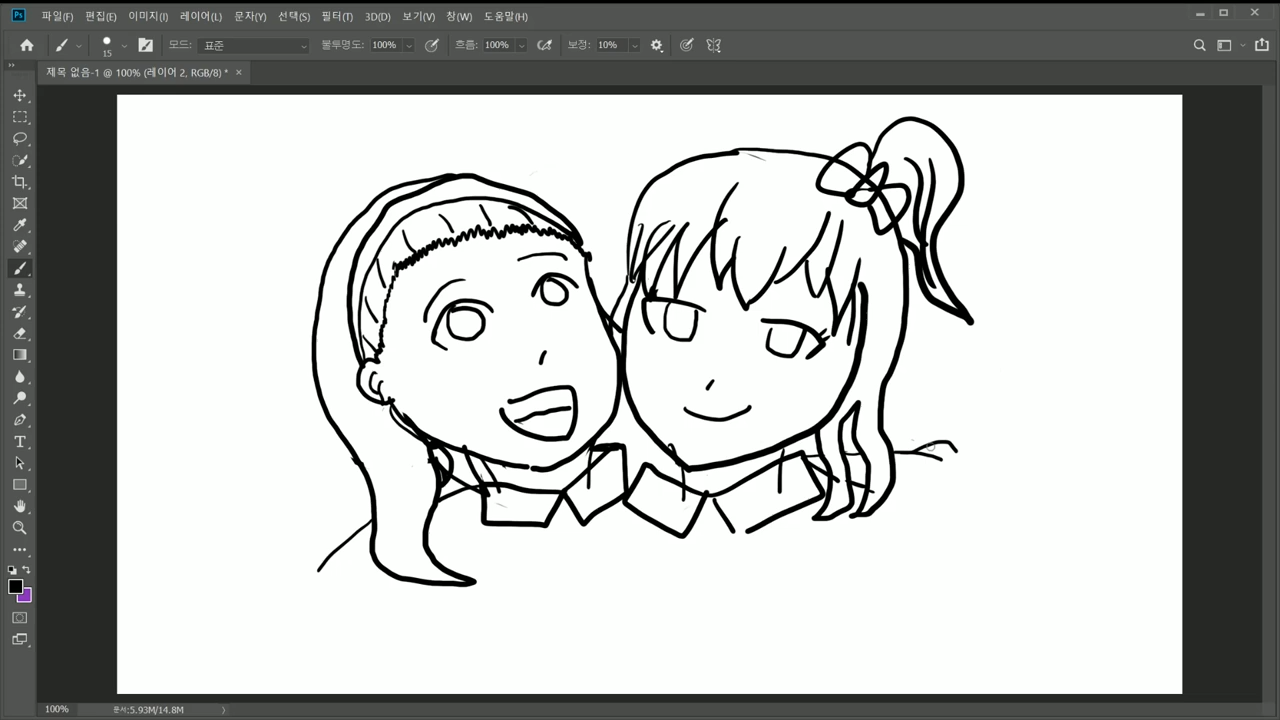 Ps 파일(F) 편집(E) 이미지(I) 레이어(L) 문자(Y) 선택(S) 필터(T) 3D(D) 보기(V) 창(W) 도움말(H)
15 모드: 표준 불투명도: 100% 흐름: 100% 보정: 10%
제목 없음-1 @ 100% (레이어 2, RGB/8) *
100% 문서:5.93M/14.8M